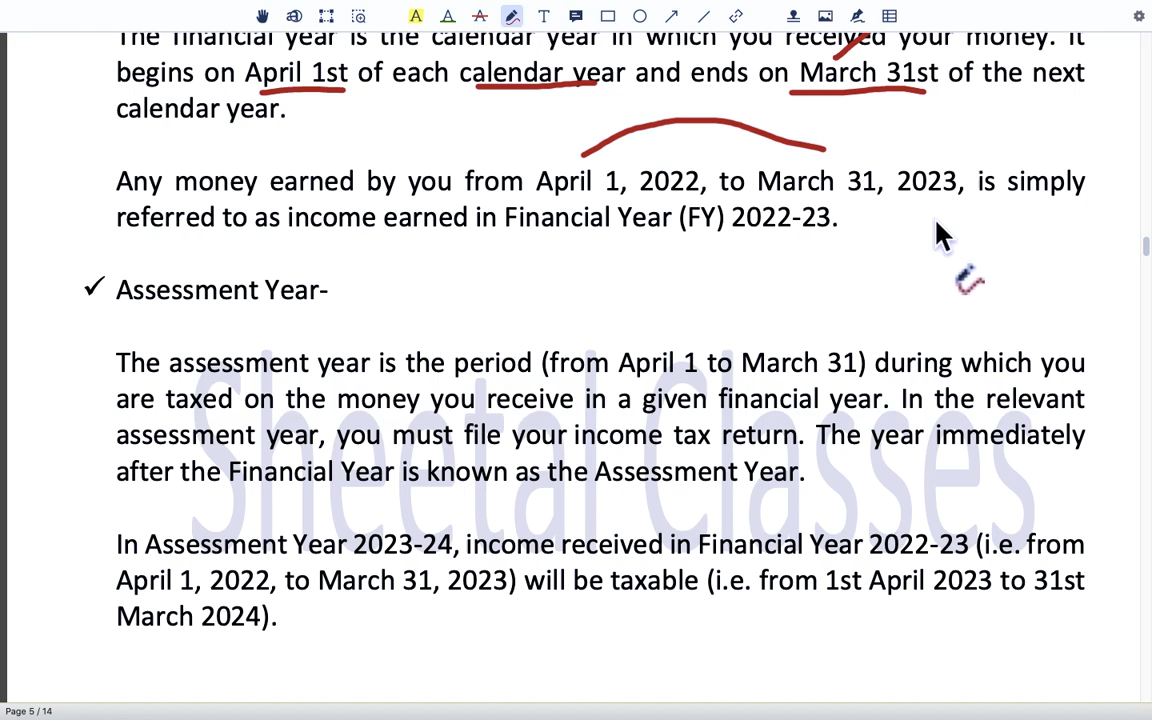 The financial year is the calendar year in which you received your money. It
begins on April 1st of each calendar year and ends on March 31st of the next
calendar year.
Any money earned by you from April 1, 2022, to March 31, 2023, is simply
referred to as income earned in Financial Year (FY) 2022-23.
✓ Assessment Year-
The assessment year is the period (from April 1 to March 31) during which you
are taxed on the money you receive in a given financial year. In the relevant
assessment year, you must file your income tax return. The year immediately
after the Financial Year is known as the Assessment Year.
Sheetal Classes
In Assessment Year 2023-24, income received in Financial Year 2022-23 (i.e. from
April 1, 2022, to March 31, 2023) will be taxable (i.e. from 1st April 2023 to 31st
March 2024).
Page 5 / 14